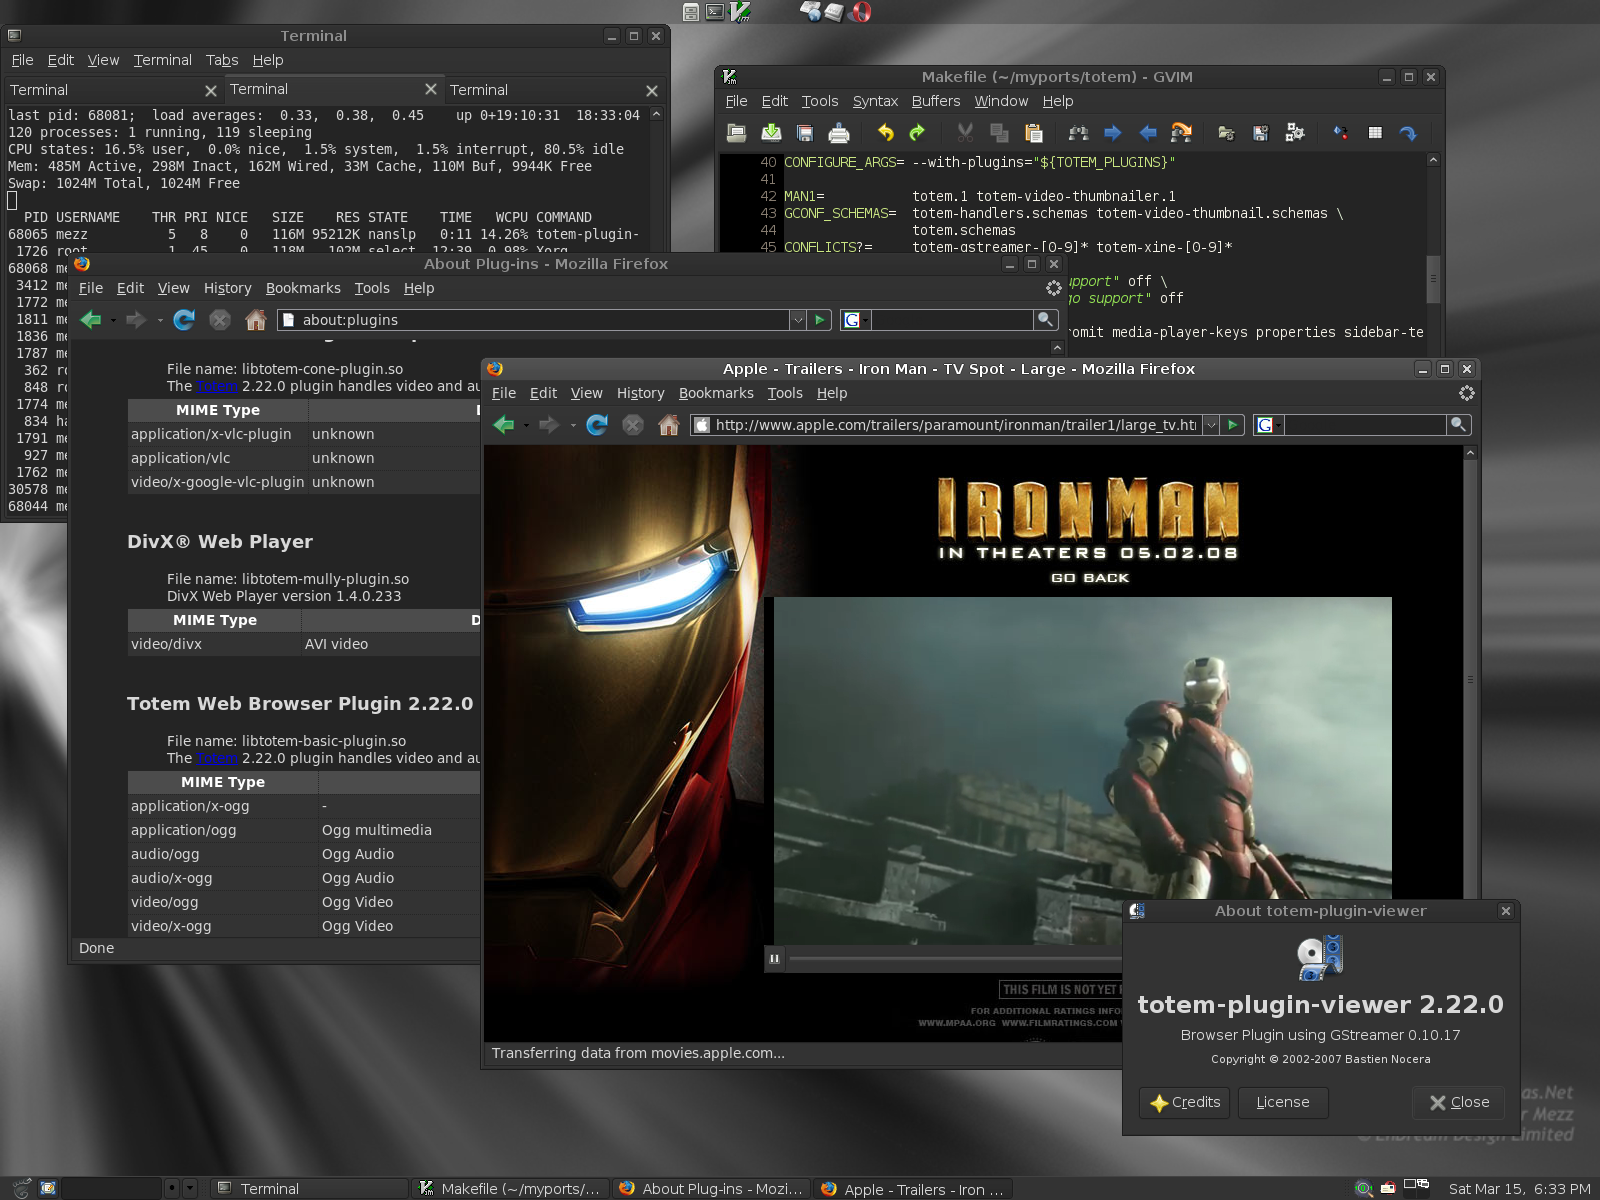 Terminal
File Edit View Terminal Tabs Help
Terminal Terminal Terminal
last pid: 68081; load averages: 0.33, 0.38, 0.45 up 0+19:10:31 18:33:04
120 processes: 1 running, 119 sleeping
CPU states: 16.5% user, 0.0% nice, 1.5% system, 1.5% interrupt, 80.5% idle
Mem: 485M Active, 298M Inact, 162M Wired, 33M Cache, 110M Buf, 9944K Free
Swap: 1024M Total, 1024M Free
PID USERNAME THR PRI NICE SIZE RES STATE TIME WCPU COMMAND
68065 mezz 5 8 0 116M 95212K nanslp 0:11 14.26% totem-plugin-
1726 root 1 45 0 118M 102M select 12:39 0.98% Xorg
68068 me
3412 me
1772 me
1811 me
1836 me
1787 me
362 ro
848 ro
1774 me
834 ha
1791 me
927 me
1762 me
30578 me
68044 me
Makefile (~/myports/totem) - GVIM
File Edit Tools Syntax Buffers Window Help
40 CONFIGURE_ARGS= --with-plugins="${TOTEM_PLUGINS}"
41
42 MAN1= totem.1 totem-video-thumbnailer.1
43 GCONF_SCHEMAS= totem-handlers.schemas totem-video-thumbnail.schemas \
44 totem.schemas
45 CONFLICTS?= totem-gstreamer-[0-9]* totem-xine-[0-9]*
upport" off \
go support" off
romit media-player-keys properties sidebar-te
About Plug-ins - Mozilla Firefox
File Edit View History Bookmarks Tools Help
about:plugins
File name: libtotem-cone-plugin.so
The Totem 2.22.0 plugin handles video and au
MIME Type D
application/x-vlc-plugin unknown
application/vlc unknown
video/x-google-vlc-plugin unknown
DivX® Web Player
File name: libtotem-mully-plugin.so
DivX Web Player version 1.4.0.233
MIME Type D
video/divx AVI video
Totem Web Browser Plugin 2.22.0
File name: libtotem-basic-plugin.so
The Totem 2.22.0 plugin handles video and au
MIME Type
application/x-ogg -
application/ogg Ogg multimedia
audio/ogg Ogg Audio
audio/x-ogg Ogg Audio
video/ogg Ogg Video
video/x-ogg Ogg Video
Done
Apple - Trailers - Iron Man - TV Spot - Large - Mozilla Firefox
File Edit View History Bookmarks Tools Help
http://www.apple.com/trailers/paramount/ironman/trailer1/large_tv.ht
IRON MAN
IN THEATERS 05.02.08
GO BACK
THIS FILM IS NOT YET
FOR ADDITIONAL RATINGS INFO
WWW.MPAA.ORG WWW.FILMRATINGS.COM
Transferring data from movies.apple.com...
About totem-plugin-viewer
totem-plugin-viewer 2.22.0
Browser Plugin using GStreamer 0.10.17
Copyright © 2002-2007 Bastien Nocera
Credits License Close
as.Net
r Mezz
Design Limited
Terminal
Makefile (~/myports/...
About Plug-ins - Mozi...
Apple - Trailers - Iron ...
Sat Mar 15, 6:33 PM